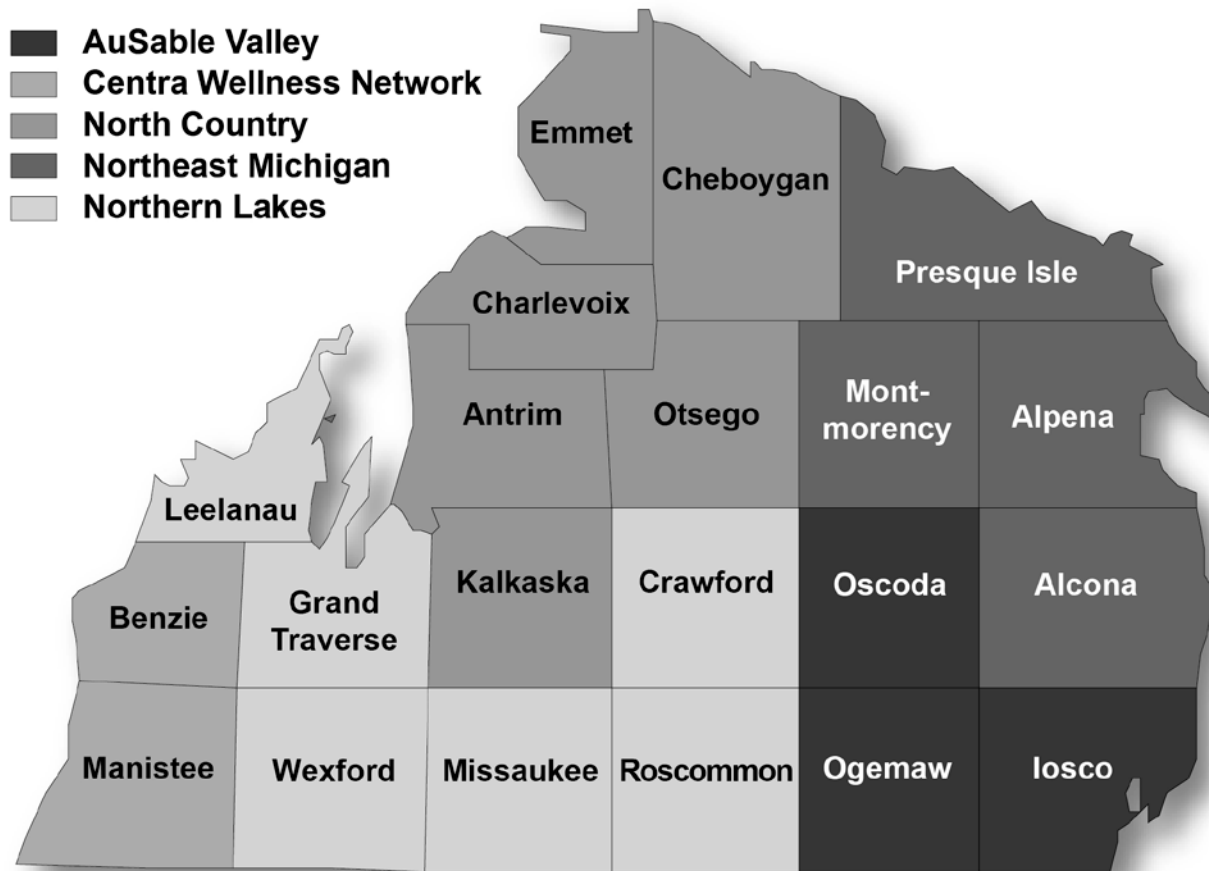 AuSable Valley
Centra Wellness Network
North Country
Northeast Michigan
Northern Lakes
Emmet
Cheboygan
Presque Isle
Charlevoix
Antrim
Otsego
Mont-
morency
Alpena
Leelanau
Benzie
Grand
Traverse
Kalkaska
Crawford
Oscoda
Alcona
Manistee
Wexford
Missaukee
Roscommon
Ogemaw
Iosco